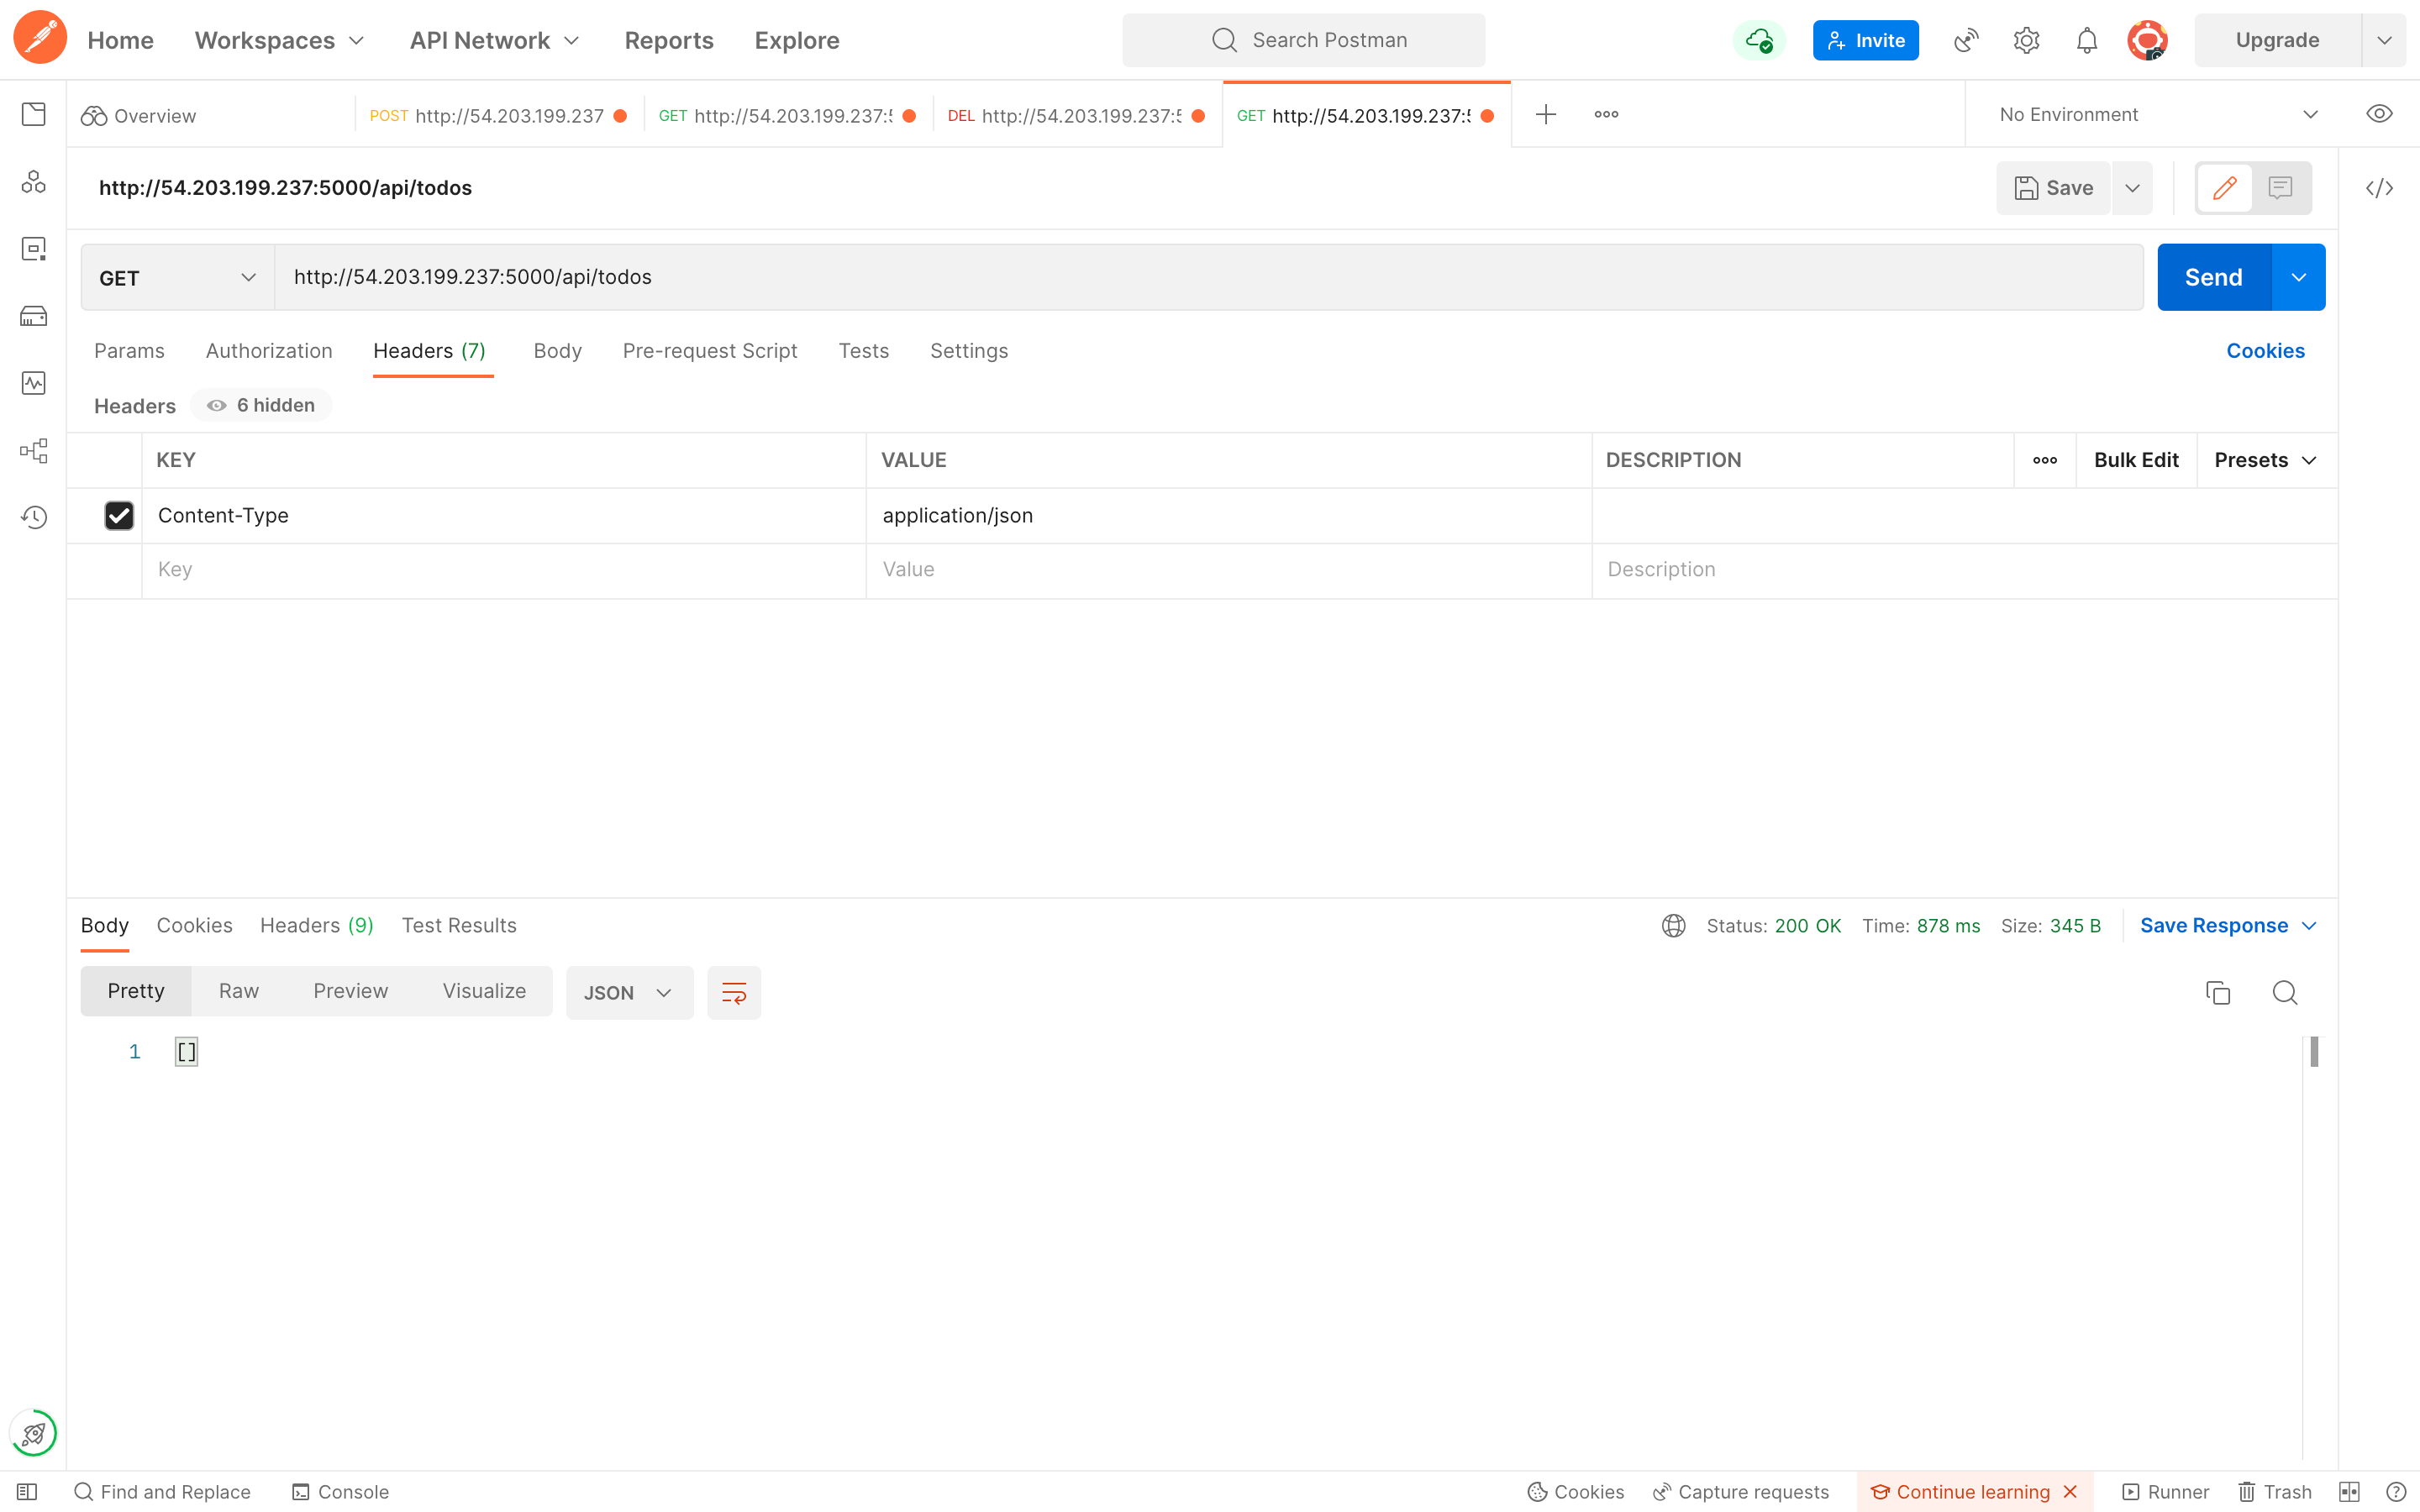 Home Workspaces API Network Reports Explore Search Postman Invite Upgrade
Overview POST http://54.203.199.237 GET http://54.203.199.237: DEL http://54.203.199.237:5 GET http://54.203.199.237:5 No Environment
http://54.203.199.237:5000/api/todos Save
GET http://54.203.199.237:5000/api/todos Send
Params Authorization Headers (7) Body Pre-request Script Tests Settings Cookies
Headers 6 hidden
KEY VALUE DESCRIPTION Bulk Edit Presets
Content-Type application/json
Key Value Description
Body Cookies Headers (9) Test Results Status: 200 OK Time: 878 ms Size: 345 B Save Response
Pretty Raw Preview Visualize JSON
1 []
Find and Replace Console Cookies Capture requests Continue learning Runner Trash